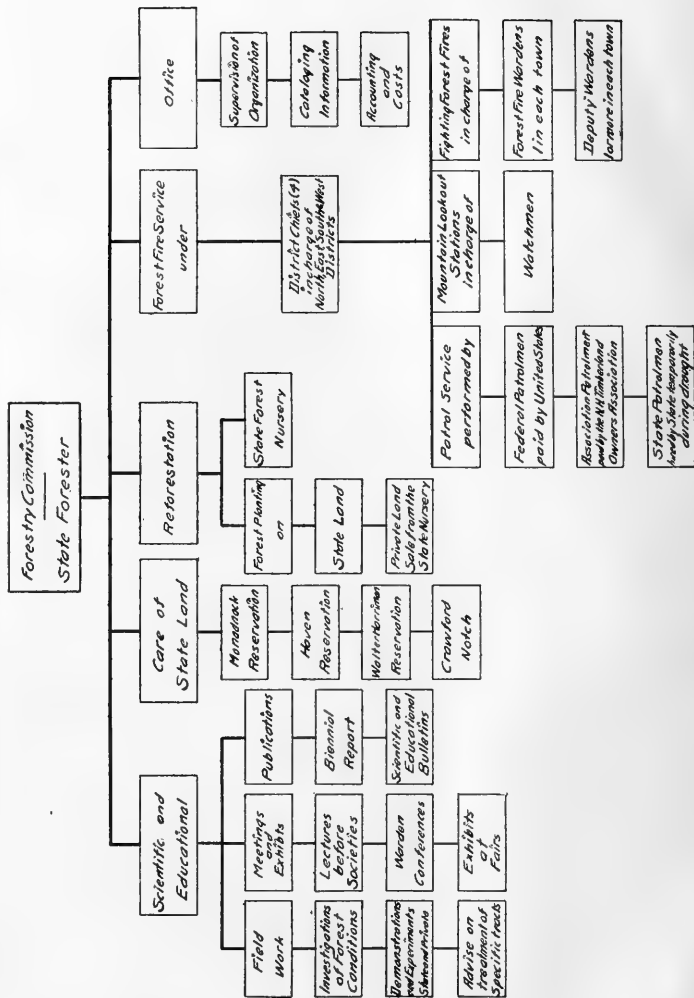 Forestry Commission
State Forester
Scientific and
Educational
Care of
State Land
Reforestation
Forest Fire Service
under
Office
Field
Work
Investigations
of Forest
Conditions
Demonstrations
and Experiments
State and Private
Advise on
treatment of
Specific tracts
Meetings
and
Exhibts
Lectures
before
Societies
Warden
Conferences
Exhibits
at
Fairs
Publications
Biennial
Report
Scientific and
Educational
Bulletins
Monadnock
Reservation
Haven
Reservation
Walter Harriman
Reservation
Crawford
Notch
Forest Planting
on
State Land
Private Land
Sale from the
State Nursery
State Forest
Nursery
District Chiefs (4)
in charge of
North, East, South & West
Districts
Patrol Service
performed by
Federal Patrolmen
paid by United States
Association Patrolmen
paid by the N.H. Timberland
Owners Association
State Patrolmen
hired by State temporarily
during drought
Mountain Lookout
Stations
in charge of
Watchmen
Fighting Forest Fires
in charge of
Forest Fire Wardens
1 in each town
Deputy Wardens
1 or more in each town
Supervision of
Organization
Cataloging
Information
Accounting
and
Costs